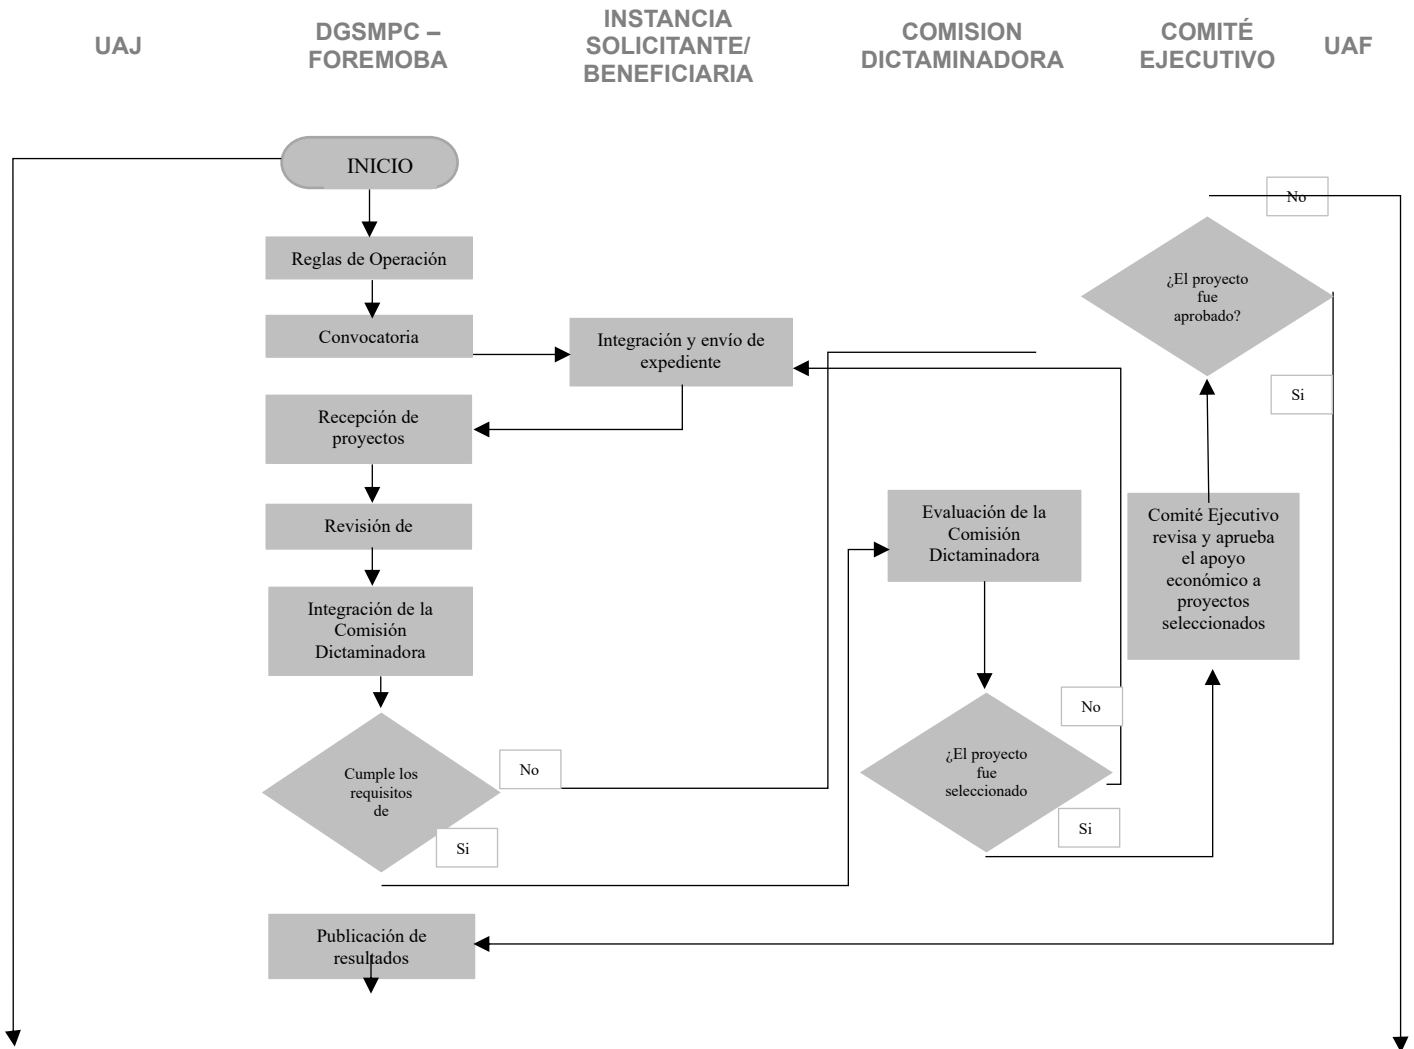 UAJ
DGSMPC –
FOREMOBA
INSTANCIA
SOLICITANTE/
BENEFICIARIA
COMISION
DICTAMINADORA
COMITÉ
EJECUTIVO
UAF
INICIO
Reglas de Operación
Convocatoria
Integración y envío de
expediente
Recepción de
proyectos
Revisión de
Integración de la
Comisión
Dictaminadora
Cumple los
requisitos
de
No
Si
Publicación de
resultados
Evaluación de la
Comisión
Dictaminadora
¿El proyecto
fue
seleccionado
No
Si
Comité Ejecutivo
revisa y aprueba
el apoyo
económico a
proyectos
seleccionados
¿El proyecto
fue
aprobado?
No
Si